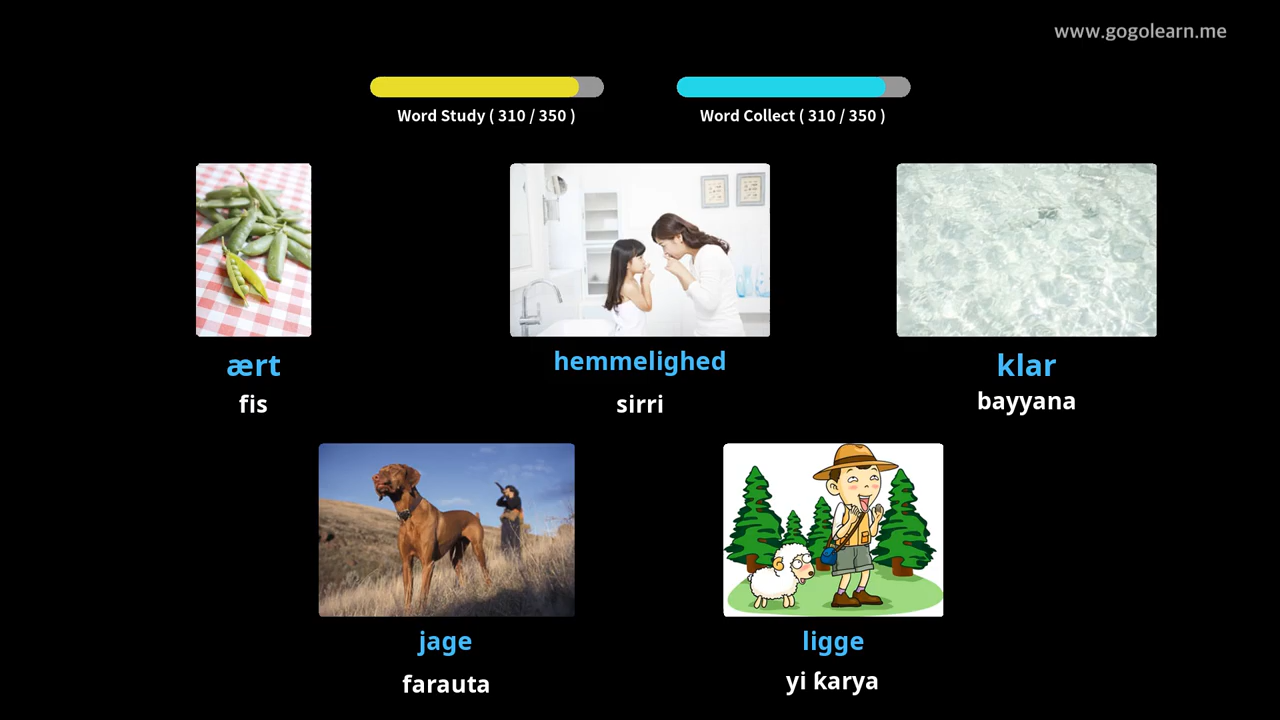 www.gogolearn.me
Word Study ( 310 / 350 )
Word Collect ( 310 / 350 )
ært
fis
hemmelighed
sirri
klar
bayyana
jage
farauta
ligge
yi ƙarya